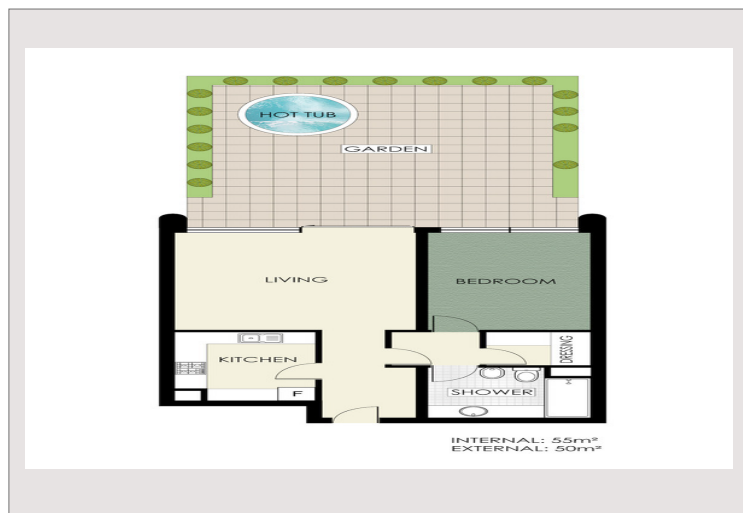 HOT TUB
GARDEN
LIVING
BEDROOM
KITCHEN
DRESSING
F
SHOWER
INTERNAL: 55m²
EXTERNAL: 50m²